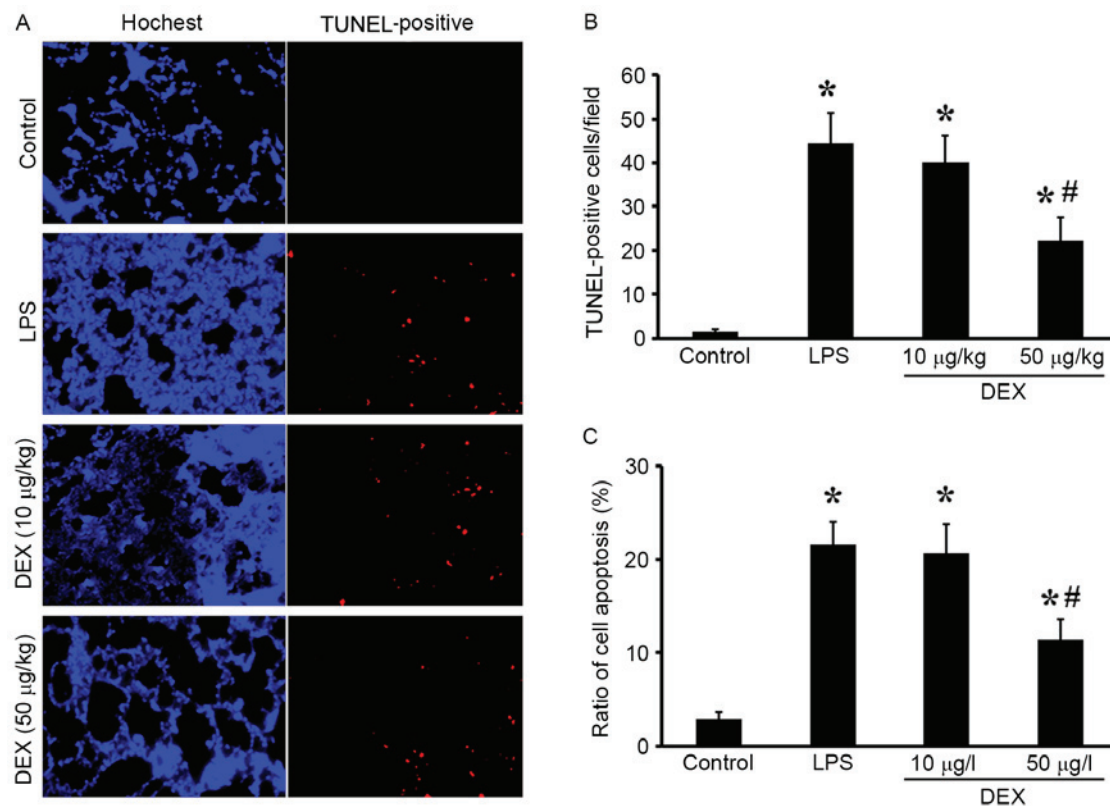 A
Hochest
TUNEL-positive
Control
LPS
DEX (10 µg/kg)
DEX (50 µg/kg)
B
TUNEL-positive cells/field
60
50
40
30
20
10
0
*
*
*#
Control
LPS
10 µg/kg
50 µg/kg
DEX
C
Ratio of cell apoptosis (%)
30
20
10
0
*
*
*#
Control
LPS
10 µg/l
50 µg/l
DEX